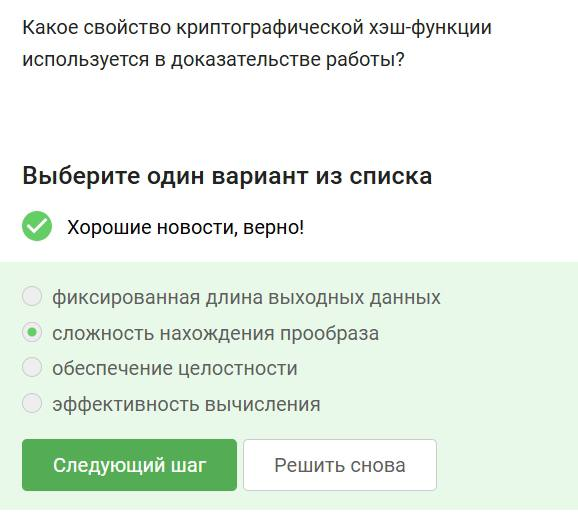 Какое свойство криптографической хэш-функции
используется в доказательстве работы?
Выберите один вариант из списка
Хорошие новости, верно!
фиксированная длина выходных данных
сложность нахождения прообраза
обеспечение целостности
эффективность вычисления
Следующий шаг
Решить снова